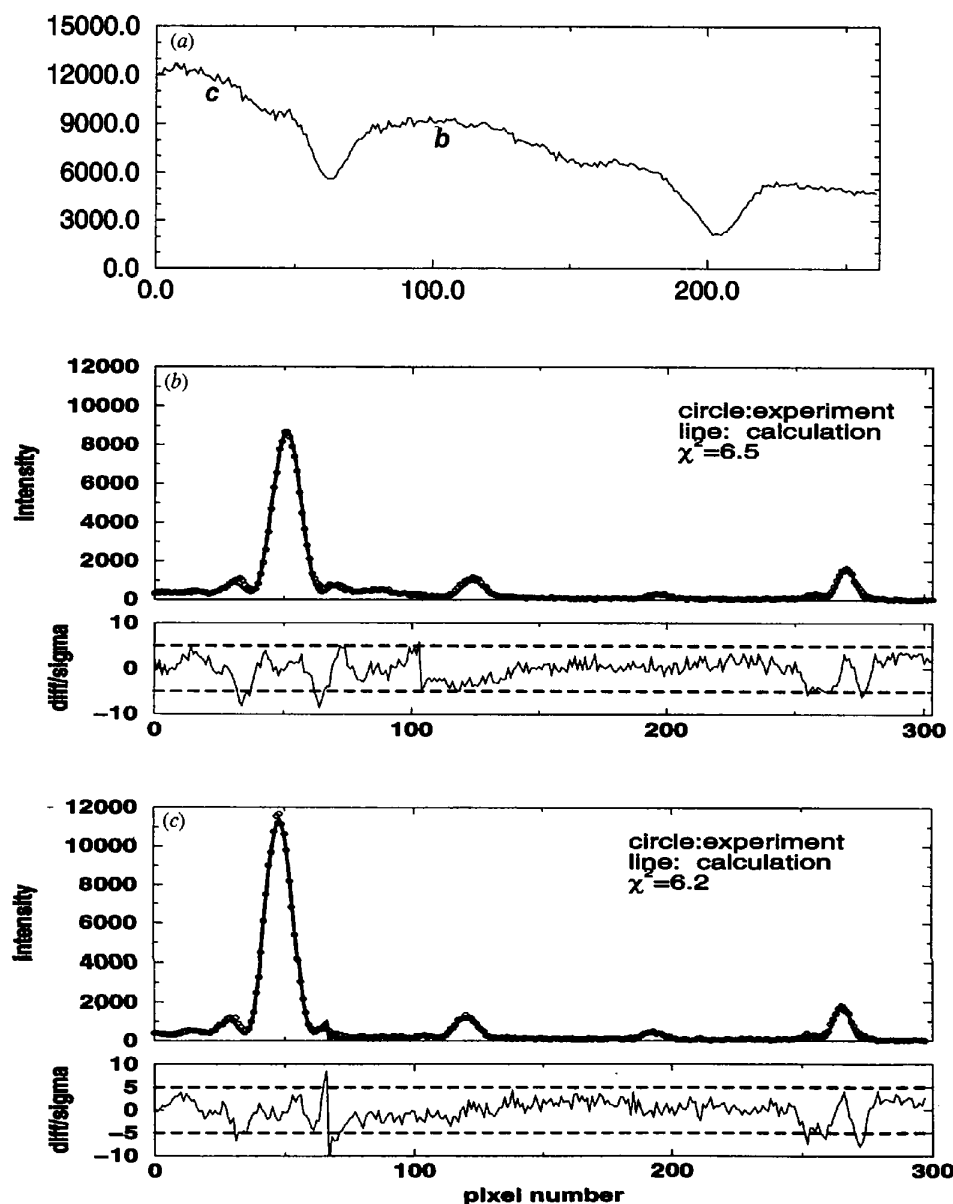 15000.0
(a)
12000.0
c
9000.0
b
6000.0
3000.0
0.0
0.0 100.0 200.0
12000
(b)
10000
circle:experiment
line: calculation
χ²=6.5
8000
6000
4000
2000
0
intensity
10
0
−10
diff/sigma
0 100 200 300
12000
(c)
10000
circle:experiment
line: calculation
χ²=6.2
8000
6000
4000
2000
0
intensity
10
5
0
−5
−10
diff/sigma
0 100 200 300
pixel number